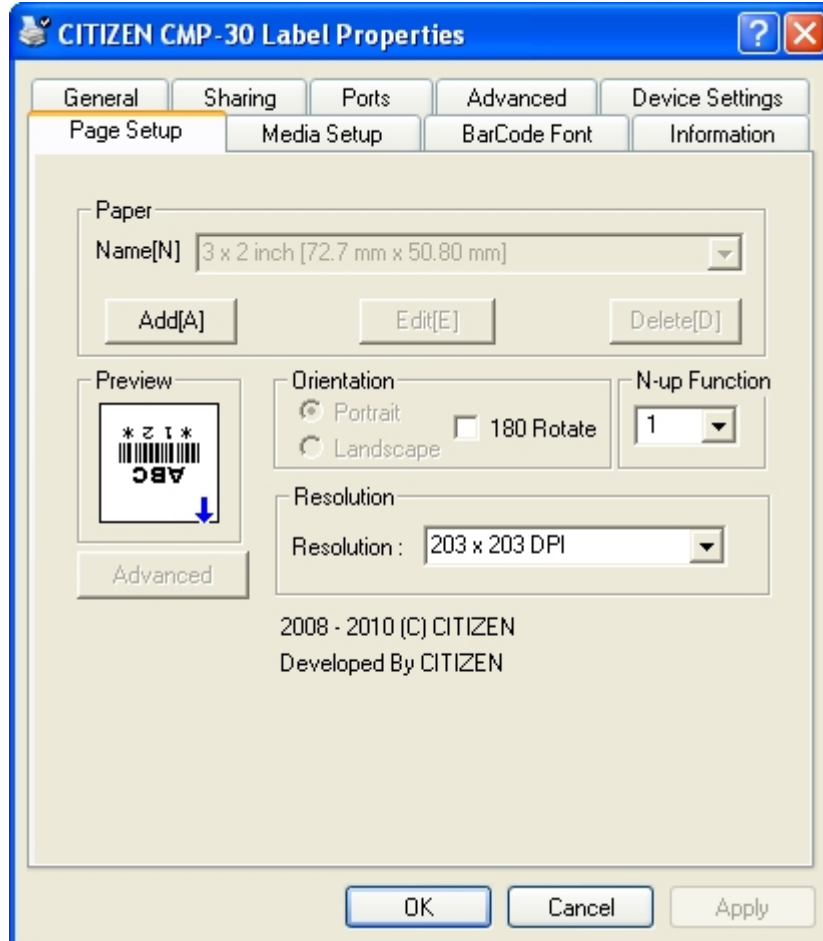 CITIZEN CMP-30 Label Properties
General Sharing Ports Advanced Device Settings
Page Setup Media Setup BarCode Font Information
Paper
Name[N] 3 x 2 inch [72.7 mm x 50.80 mm]
Add[A] Edit[E] Delete[D]
Preview
* 2 1 *
ABC
Orientation
Portrait
Landscape
180 Rotate
N-up Function
1
Advanced
Resolution
Resolution : 203 x 203 DPI
2008 - 2010 (C) CITIZEN
Developed By CITIZEN
OK Cancel Apply